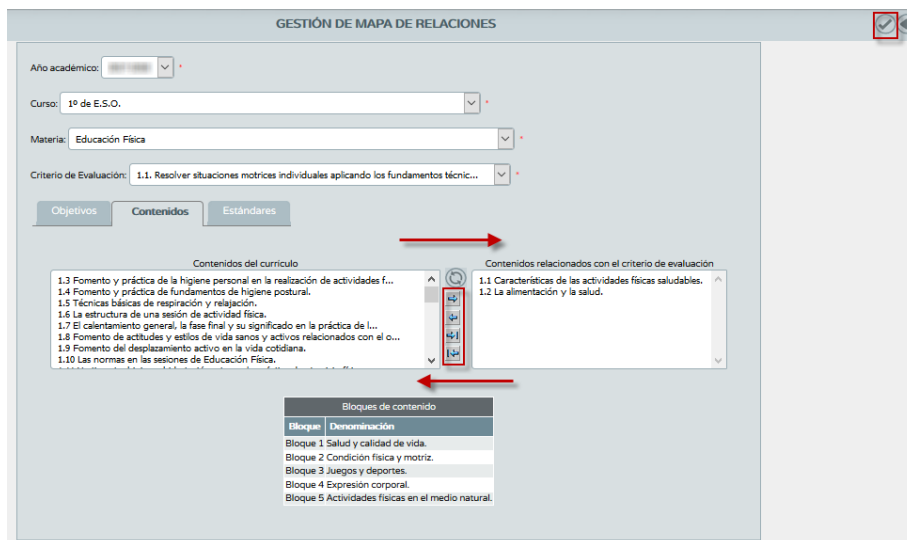 GESTIÓN DE MAPA DE RELACIONES
Año académico: *
Curso: 1º de E.S.O. *
Materia: Educación Física *
Criterio de Evaluación: 1.1. Resolver situaciones motrices individuales aplicando los fundamentos técnic... *
Objetivos Contenidos Estándares
Contenidos del currículo
1.3 Fomento y práctica de la higiene personal en la realización de actividades f...
1.4 Fomento y práctica de fundamentos de higiene postural.
1.5 Técnicas básicas de respiración y relajación.
1.6 La estructura de una sesión de actividad física.
1.7 El calentamiento general, la fase final y su significado en la práctica de l...
1.8 Fomento de actitudes y estilos de vida sanos y activos relacionados con el o...
1.9 Fomento del desplazamiento activo en la vida cotidiana.
1.10 Las normas en las sesiones de Educación Física.
Contenidos relacionados con el criterio de evaluación
1.1 Características de las actividades físicas saludables.
1.2 La alimentación y la salud.
Bloques de contenido
Bloque Denominación
Bloque 1 Salud y calidad de vida.
Bloque 2 Condición física y motriz.
Bloque 3 Juegos y deportes.
Bloque 4 Expresión corporal.
Bloque 5 Actividades físicas en el medio natural.